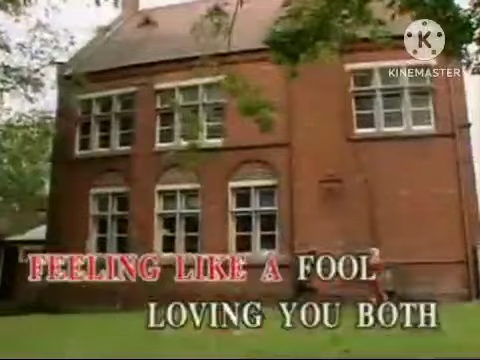 K
KINEMASTER
FEELING LIKE A FOOL
LOVING YOU BOTH